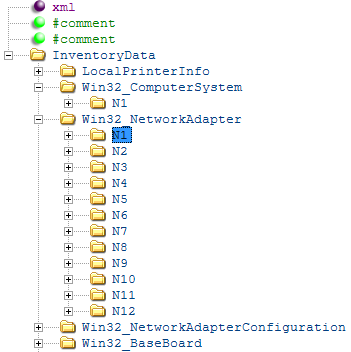 xml
#comment
#comment
InventoryData
LocalPrinterInfo
Win32_ComputerSystem
N1
Win32_NetworkAdapter
N1
N2
N3
N4
N5
N6
N7
N8
N9
N10
N11
N12
Win32_NetworkAdapterConfiguration
Win32_BaseBoard